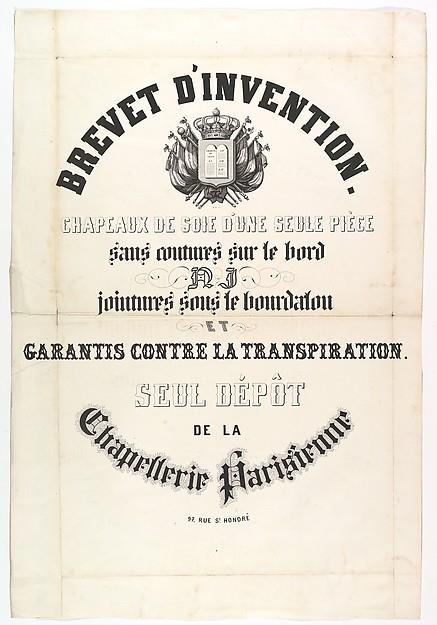 BREVET D'INVENTION.
CHAPEAUX DE SOIE D'UNE SEULE PIÈCE
sans coutures sur le bord
NI
jointures sous le bourdalou
ET
GARANTIS CONTRE LA TRANSPIRATION.
SEUL DÉPÔT
DE LA
Chapellerie Parisienne
97, RUE St HONORÉ